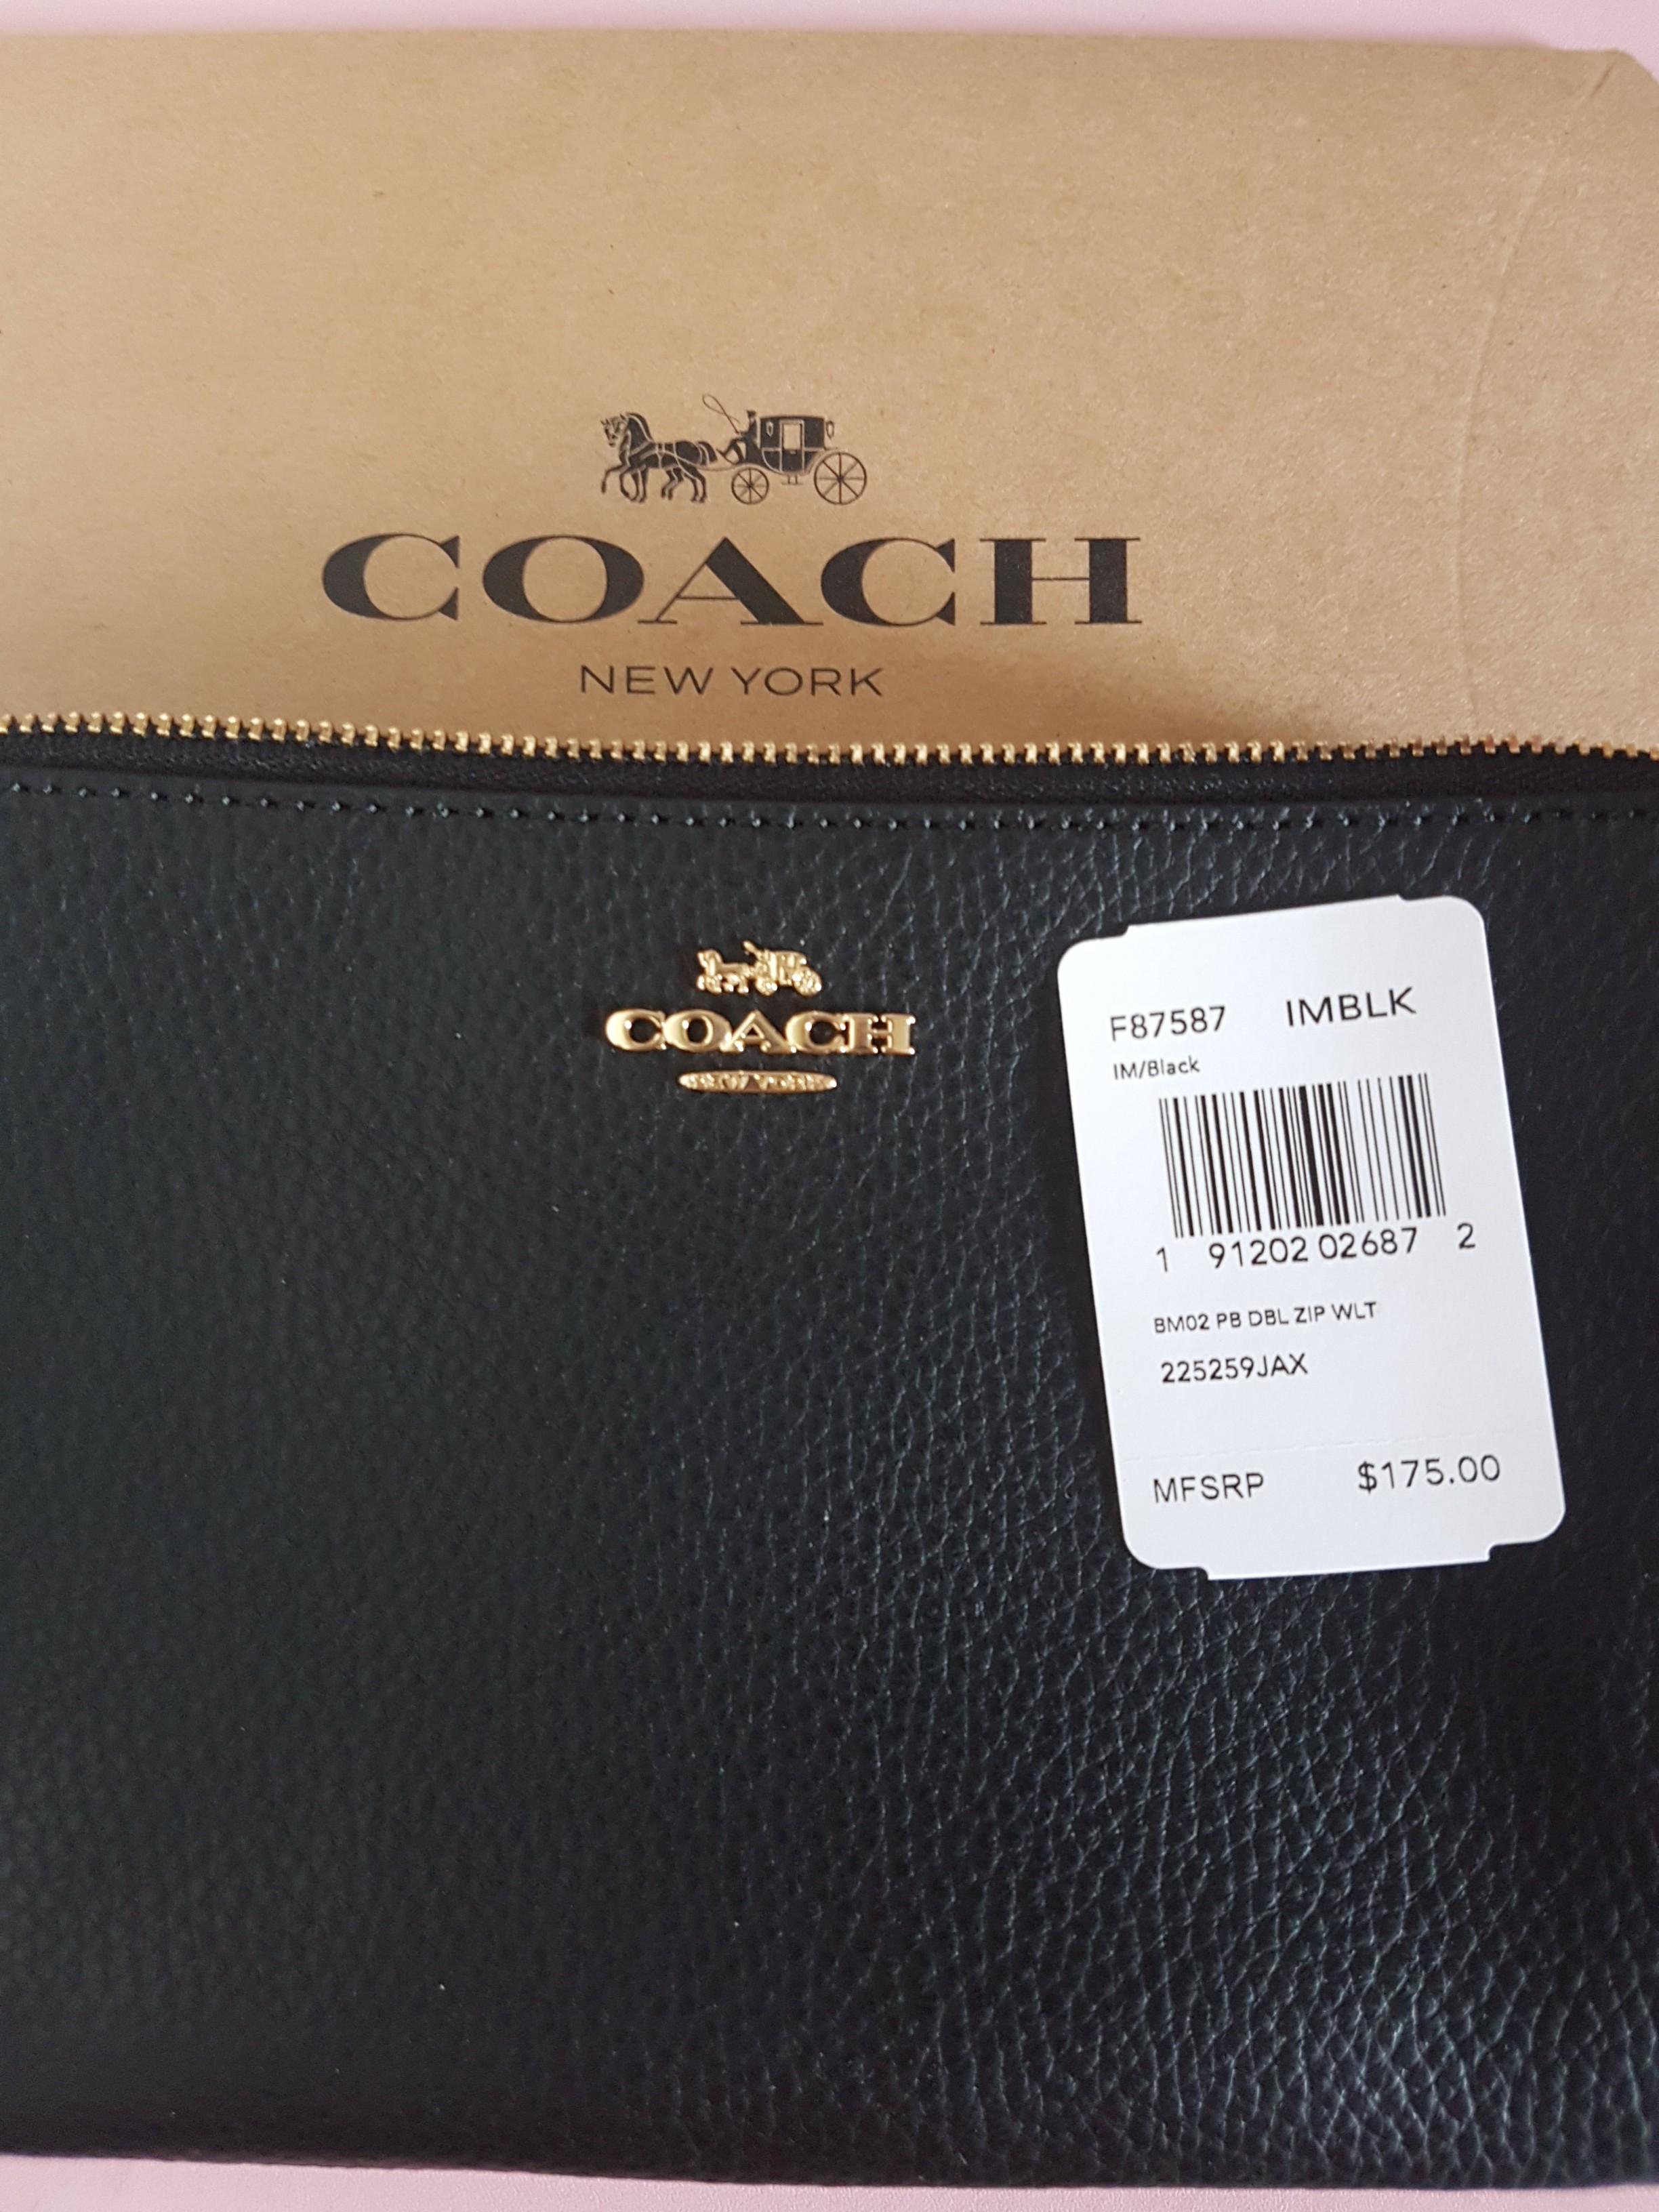 COACH
NEW YORK
COACH
NEW YORK
F87587 IMBLK
IM/Black
1 91202 02687 2
BM02 PB DBL ZIP WLT
225259JAX
MFSRP $175.00